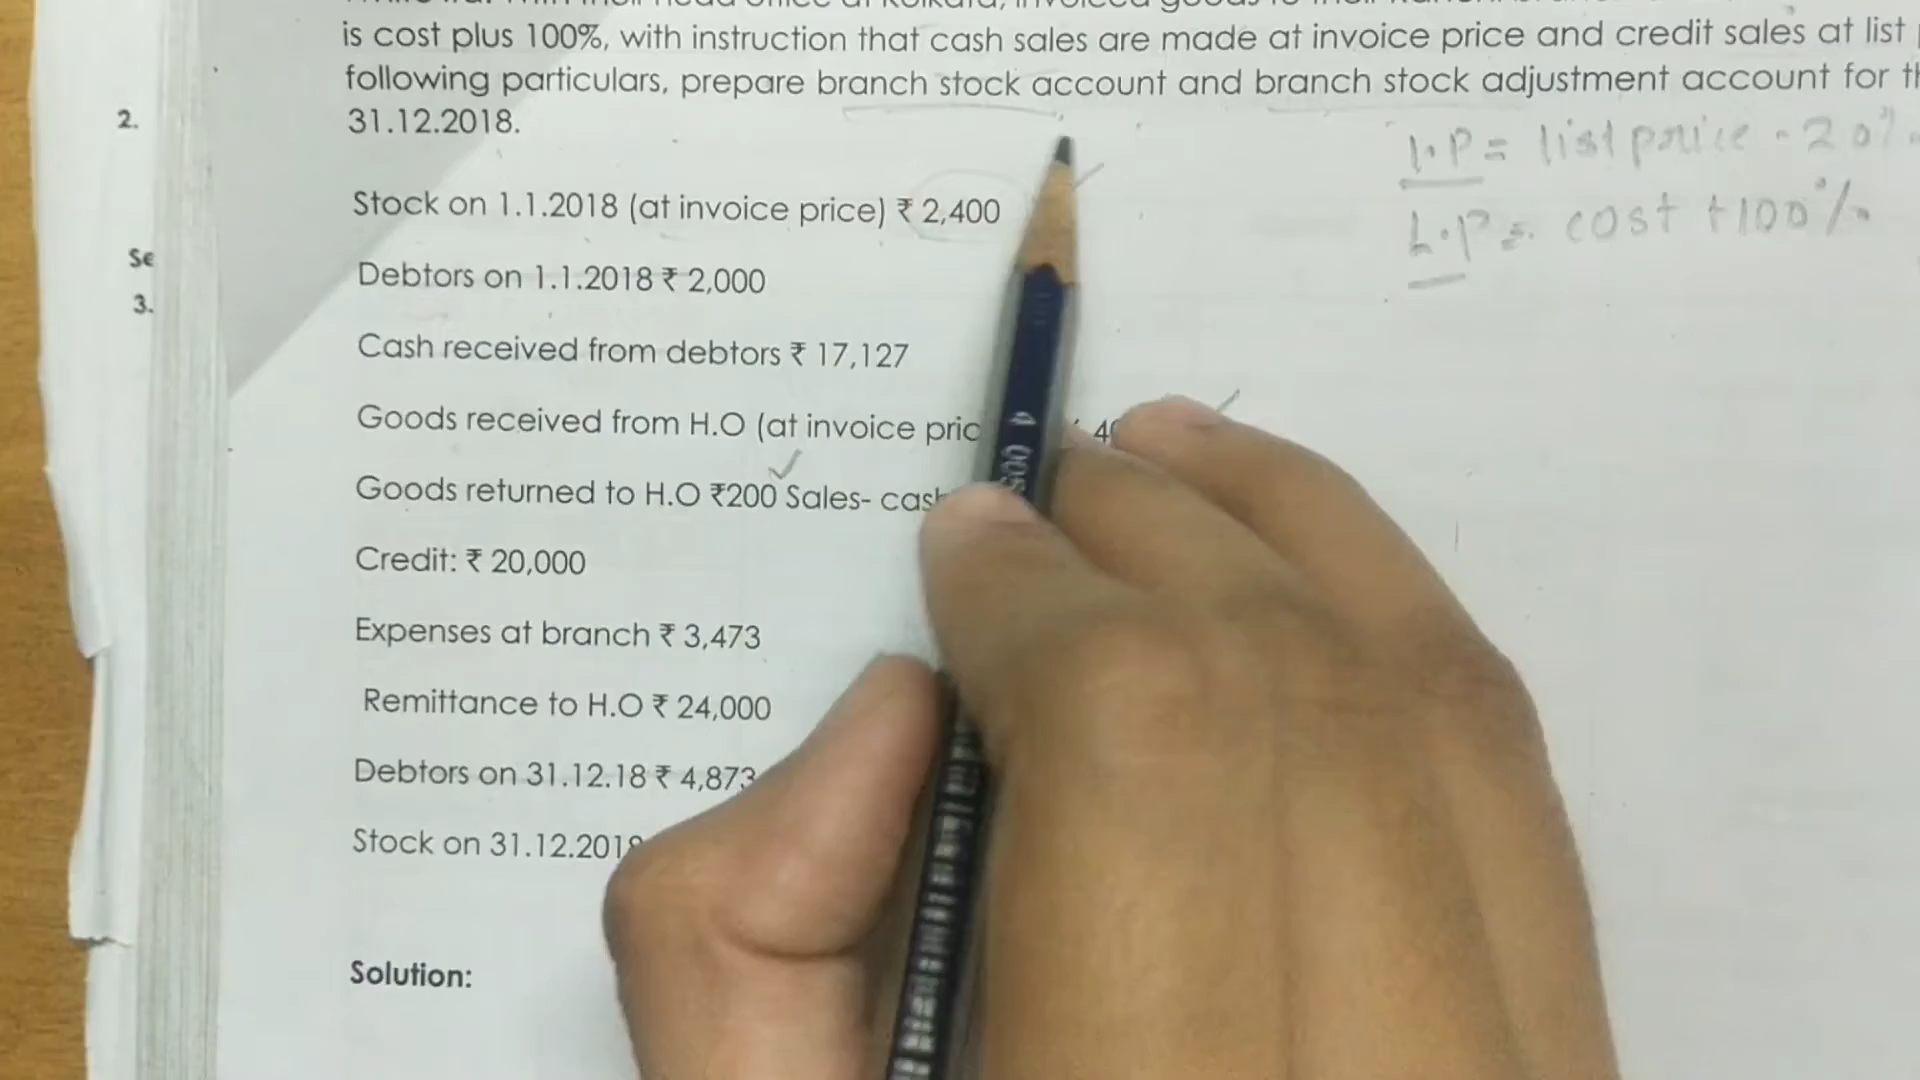 is cost plus 100%, with instruction that cash sales are made at invoice price and credit sales at list
following particulars, prepare branch stock account and branch stock adjustment account for
31.12.2018.
2.
I.P = list price - 20%
Stock on 1.1.2018 (at invoice price) ₹ 2,400
L.P = cost + 100%
Se
Debtors on 1.1.2018 ₹ 2,000
3.
Cash received from debtors ₹ 17,127
Goods received from H.O (at invoice
Goods returned to H.O ₹200 Sales- cash
Credit: ₹ 20,000
Expenses at branch ₹ 3,473
Remittance to H.O ₹ 24,000
Debtors on 31.12.18 ₹ 4,873
Stock on 31.12.2018
Solution: